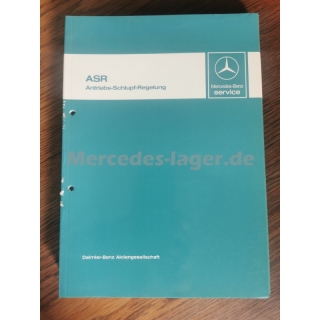 ASR
Antriebs-Schlupf-Regelung
Mercedes-Benz
service
Mercedes-lager.de
Daimler-Benz Aktiengesellschaft